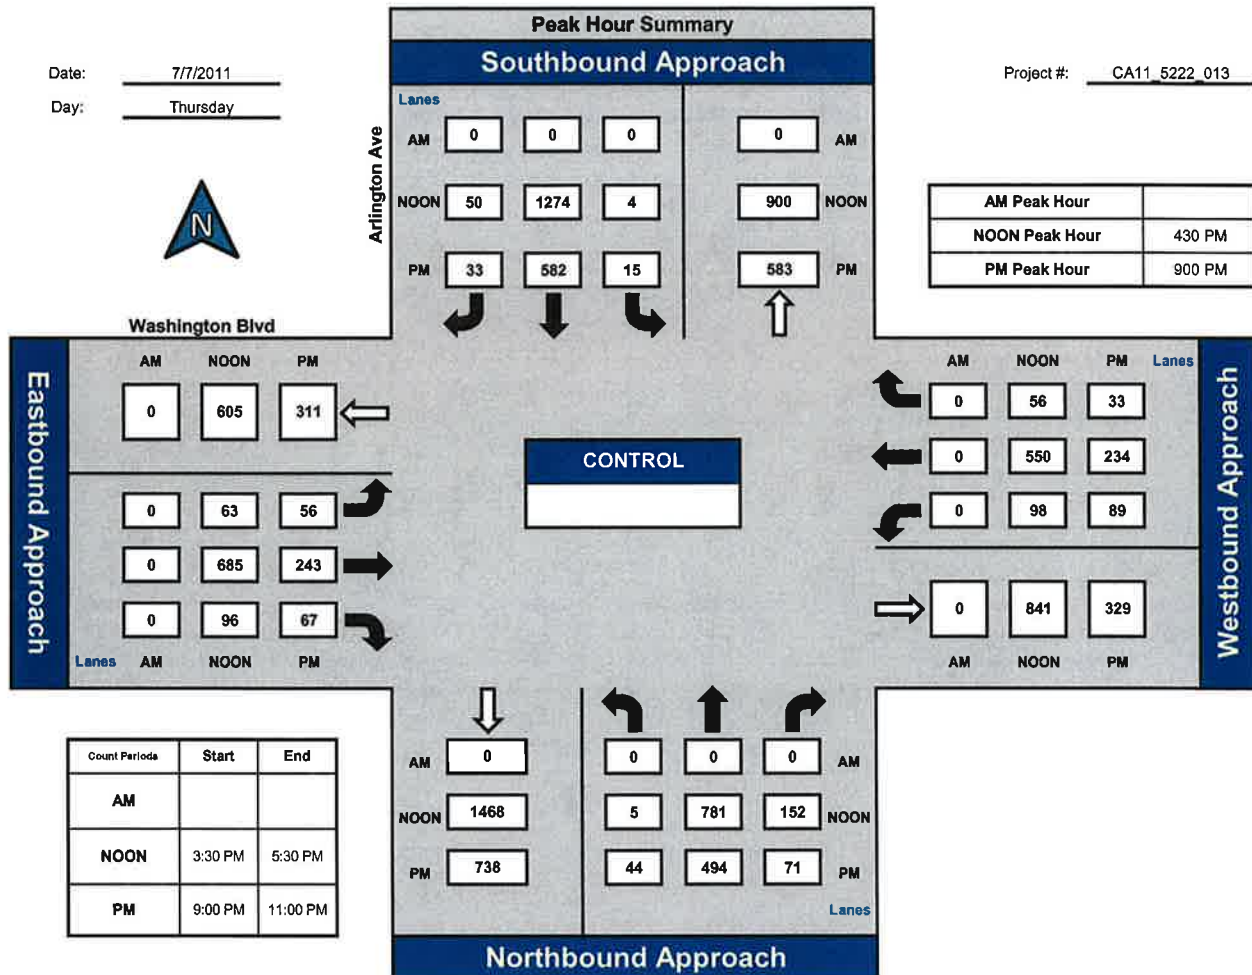 Peak Hour Summary
Southbound Approach
Date: 7/7/2011
Day: Thursday
Project #: CA11_5222_013
N
Arlington Ave
Lanes
AM 0 0 0 0 AM
NOON 50 1274 4 900 NOON
PM 33 582 15 583 PM
AM Peak Hour
NOON Peak Hour 430 PM
PM Peak Hour 900 PM
Washington Blvd
Eastbound Approach
AM NOON PM
0 605 311
0 63 56
0 685 243
0 96 67
Lanes AM NOON PM
CONTROL
AM NOON PM Lanes
0 56 33
0 550 234
0 98 89
0 841 329
AM NOON PM
Westbound Approach
Count Periods Start End
AM
NOON 3:30 PM 5:30 PM
PM 9:00 PM 11:00 PM
AM 0 0 0 0 AM
NOON 1468 5 781 152 NOON
PM 738 44 494 71 PM
Lanes
Northbound Approach